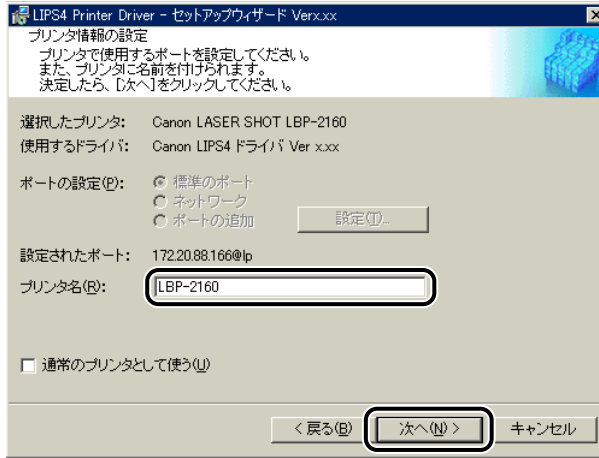 LIPS4 Printer Driver - セットアップウィザード Verx.xx
プリンタ情報の設定
プリンタで使用するポートを設定してください。
また、プリンタに名前を付けられます。
決定したら、[次へ]をクリックしてください。
選択したプリンタ: Canon LASER SHOT LBP-2160
使用するドライバ: Canon LIPS4 ドライバ Ver x.xx
ポートの設定(P): 標準のポート
ネットワーク
ポートの追加 設定(T)...
設定されたポート: 172.20.88.166@lp
プリンタ名(R): LBP-2160
通常のプリンタとして使う(U)
< 戻る(B) 次へ(N) > キャンセル